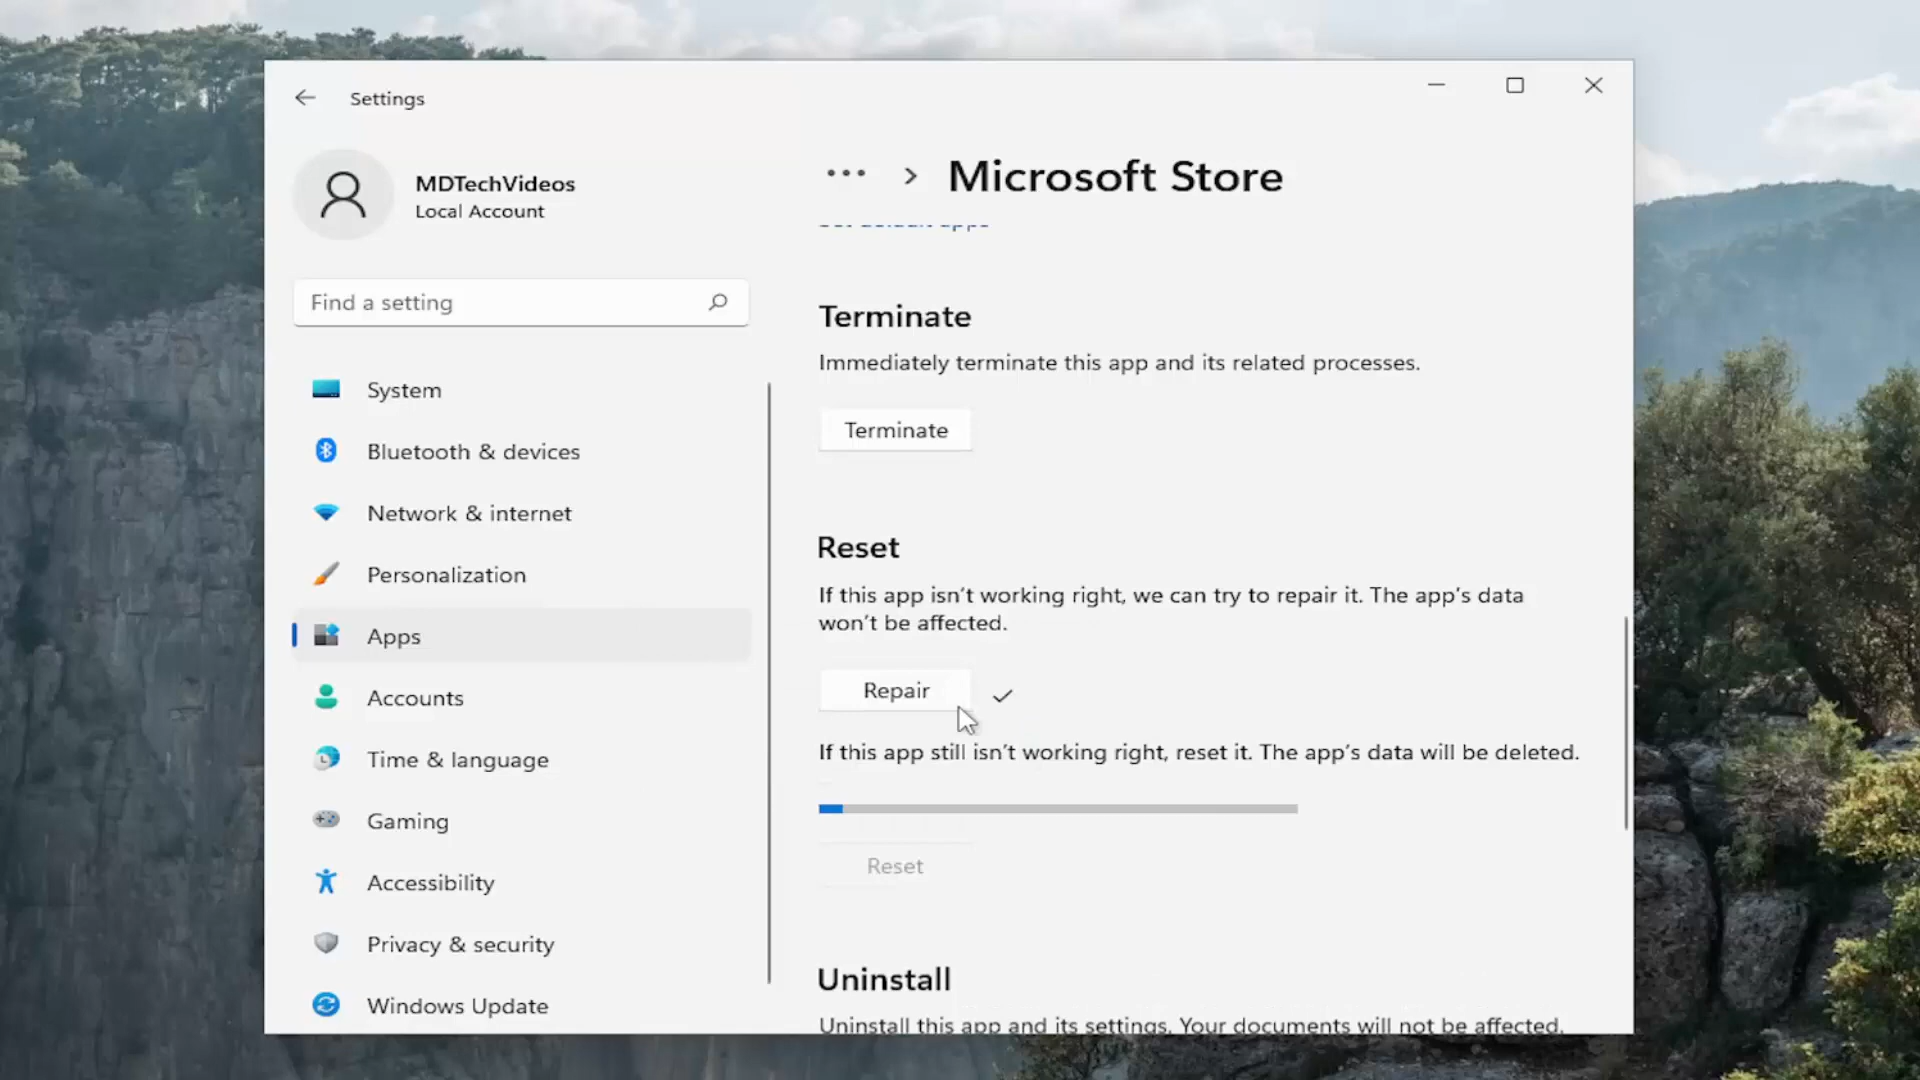 Settings
MDTechVideos
Local Account
Find a setting
System
Bluetooth & devices
Network & internet
Personalization
Apps
Accounts
Time & language
Gaming
Accessibility
Privacy & security
Windows Update
••• > Microsoft Store
Set default apps
Terminate
Immediately terminate this app and its related processes.
Terminate
Reset
If this app isn't working right, we can try to repair it. The app's data
won't be affected.
Repair
If this app still isn't working right, reset it. The app's data will be deleted.
Reset
Uninstall
Uninstall this app and its settings. Your documents will not be affected.